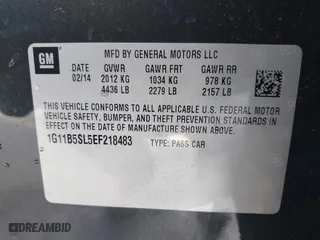 GM
MFD BY GENERAL MOTORS LLC
DATE GVWR GAWR FRT GAWR RR
02/14 2012 KG 1034 KG 978 KG
4436 LB 2279 LB 2157 LB
THIS VEHICLE CONFORMS TO ALL APPLICABLE U.S. FEDERAL MOTOR
VEHICLE SAFETY, BUMPER, AND THEFT PREVENTION STANDARDS
IN EFFECT ON THE DATE OF MANUFACTURE SHOWN ABOVE.
1G11B5SL5EF218483 TYPE: PASS CAR